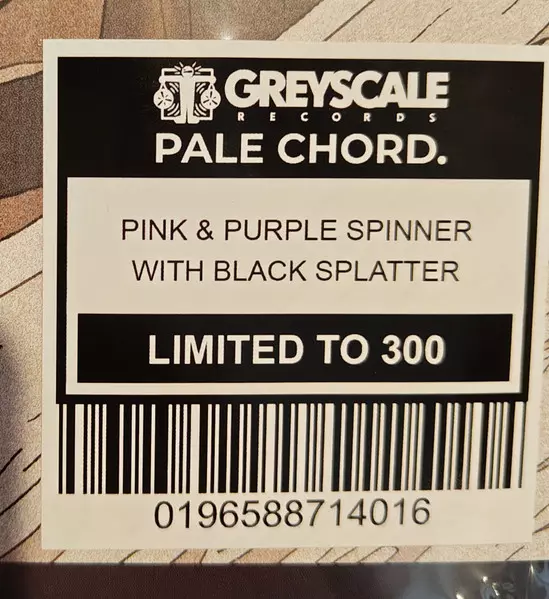 GREYSCALE
RECORDS
PALE CHORD.
PINK & PURPLE SPINNER
WITH BLACK SPLATTER
LIMITED TO 300
0196588714016